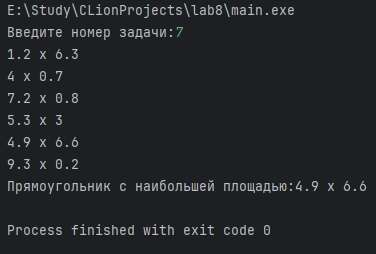 E:\Study\CLionProjects\lab8\main.exe
Введите номер задачи:7
1.2 x 6.3
4 x 0.7
7.2 x 0.8
5.3 x 3
4.9 x 6.6
9.3 x 0.2
Прямоугольник с наибольшей площадью:4.9 x 6.6
Process finished with exit code 0